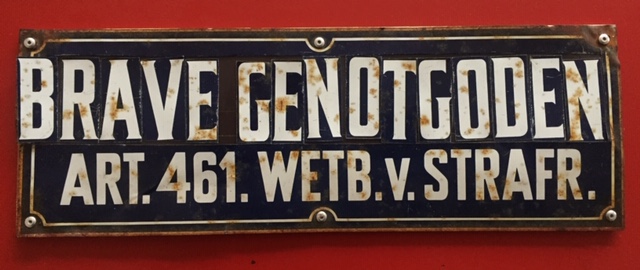 BRAVE GENOTGODEN
ART. 461. WETB. v. STRAFR.